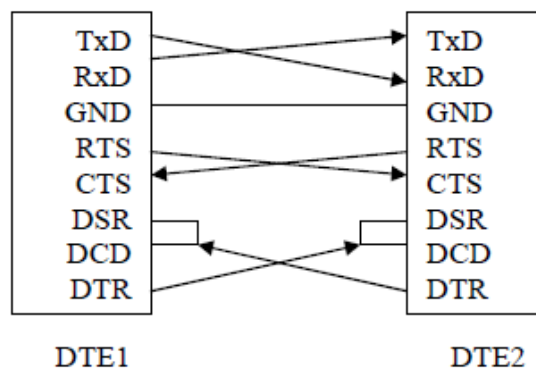 TxD TxD
RxD RxD
GND GND
RTS RTS
CTS CTS
DSR DSR
DCD DCD
DTR DTR
DTE1 DTE2